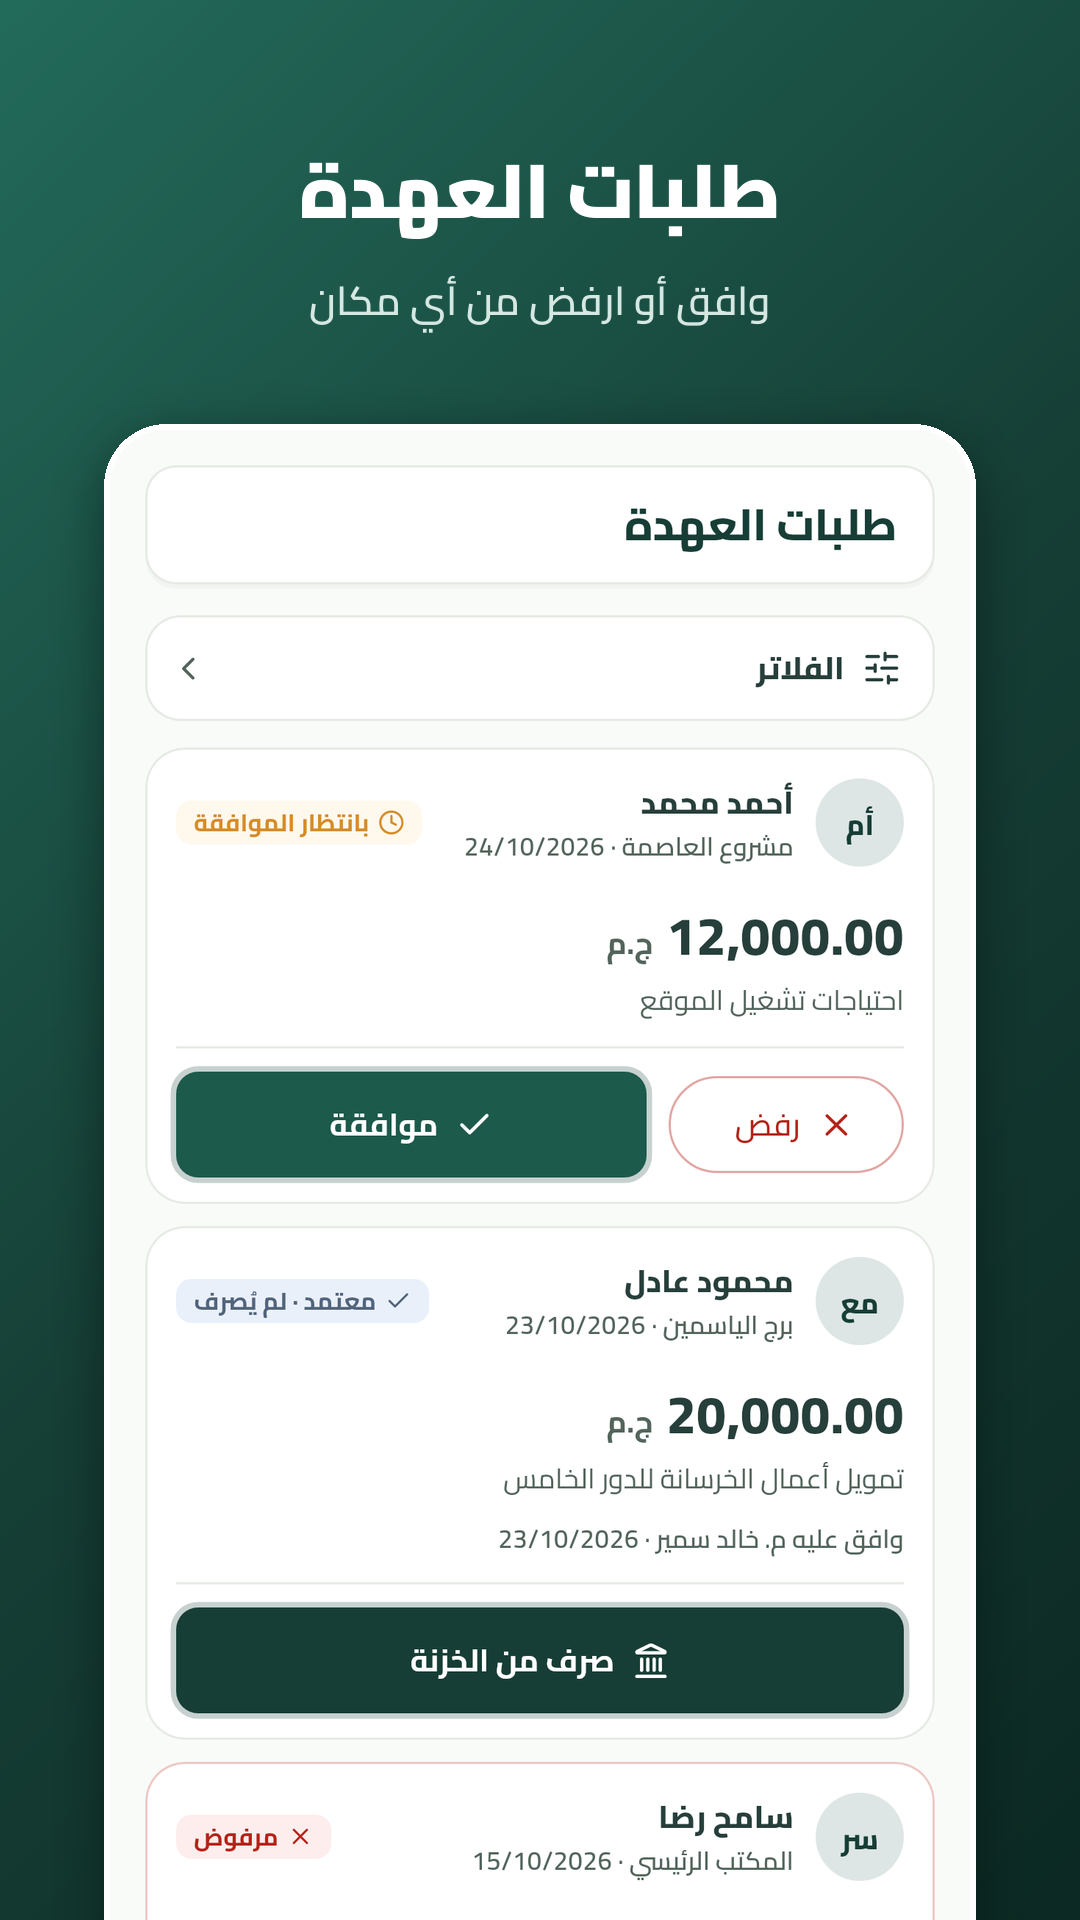 طلبات العهدة
وافق أو ارفض من أي مكان
طلبات العهدة
الفلاتر
أم
أحمد محمد
بانتظار الموافقة
مشروع العاصمة · 24/10/2026
12,000.00 ج.م
احتياجات تشغيل الموقع
رفض
موافقة
مع
محمود عادل
معتمد · لم يُصرف
برج الياسمين · 23/10/2026
20,000.00 ج.م
تمويل أعمال الخرسانة للدور الخامس
وافق عليه م. خالد سمير · 23/10/2026
صرف من الخزنة
سر
سامح رضا
مرفوض
المكتب الرئيسي · 15/10/2026